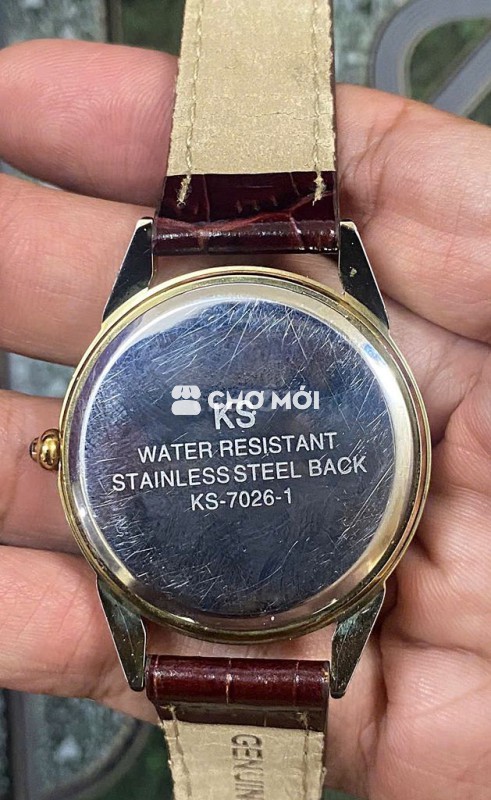 CHỢ MỚI
KS
WATER RESISTANT
STAINLESS STEEL BACK
KS-7026-1
GENUIN